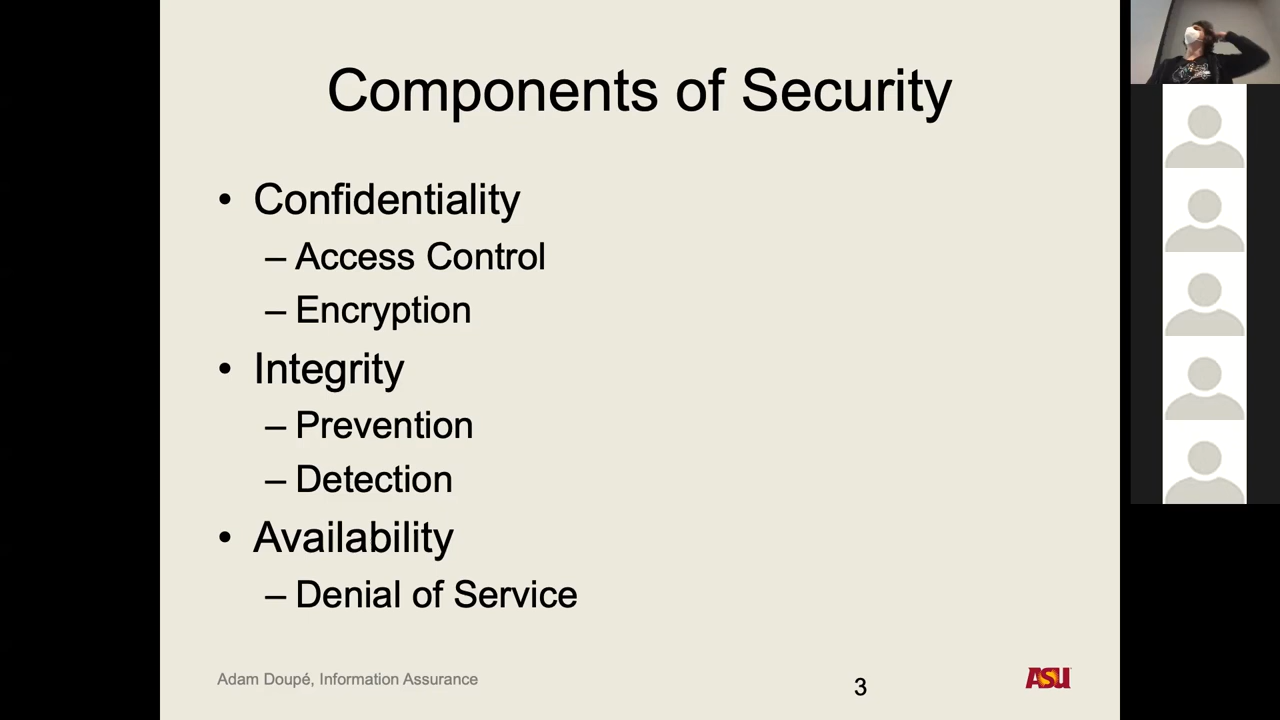 Components of Security
• Confidentiality
– Access Control
– Encryption
• Integrity
– Prevention
– Detection
• Availability
– Denial of Service
Adam Doupé, Information Assurance
3
ASU